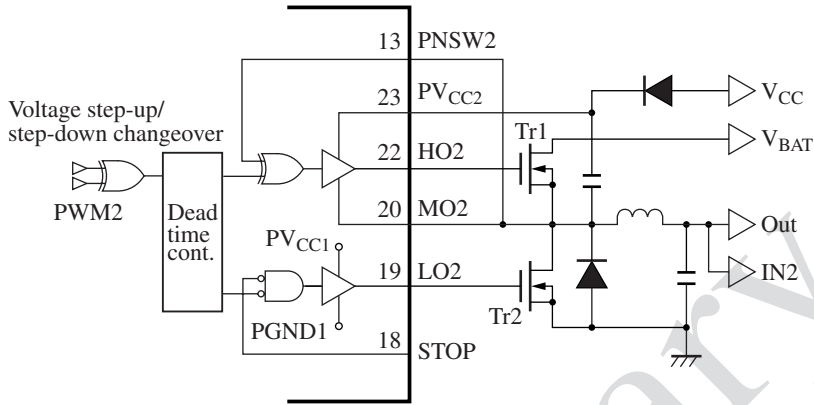 13 PNSW2
23 PVCC2
Voltage step-up/
step-down changeover
PWM2
Dead
time
cont.
22 HO2
20 MO2
PVCC1
19 LO2
PGND1
18 STOP
Tr1
Tr2
VCC
VBAT
Out
IN2
ary